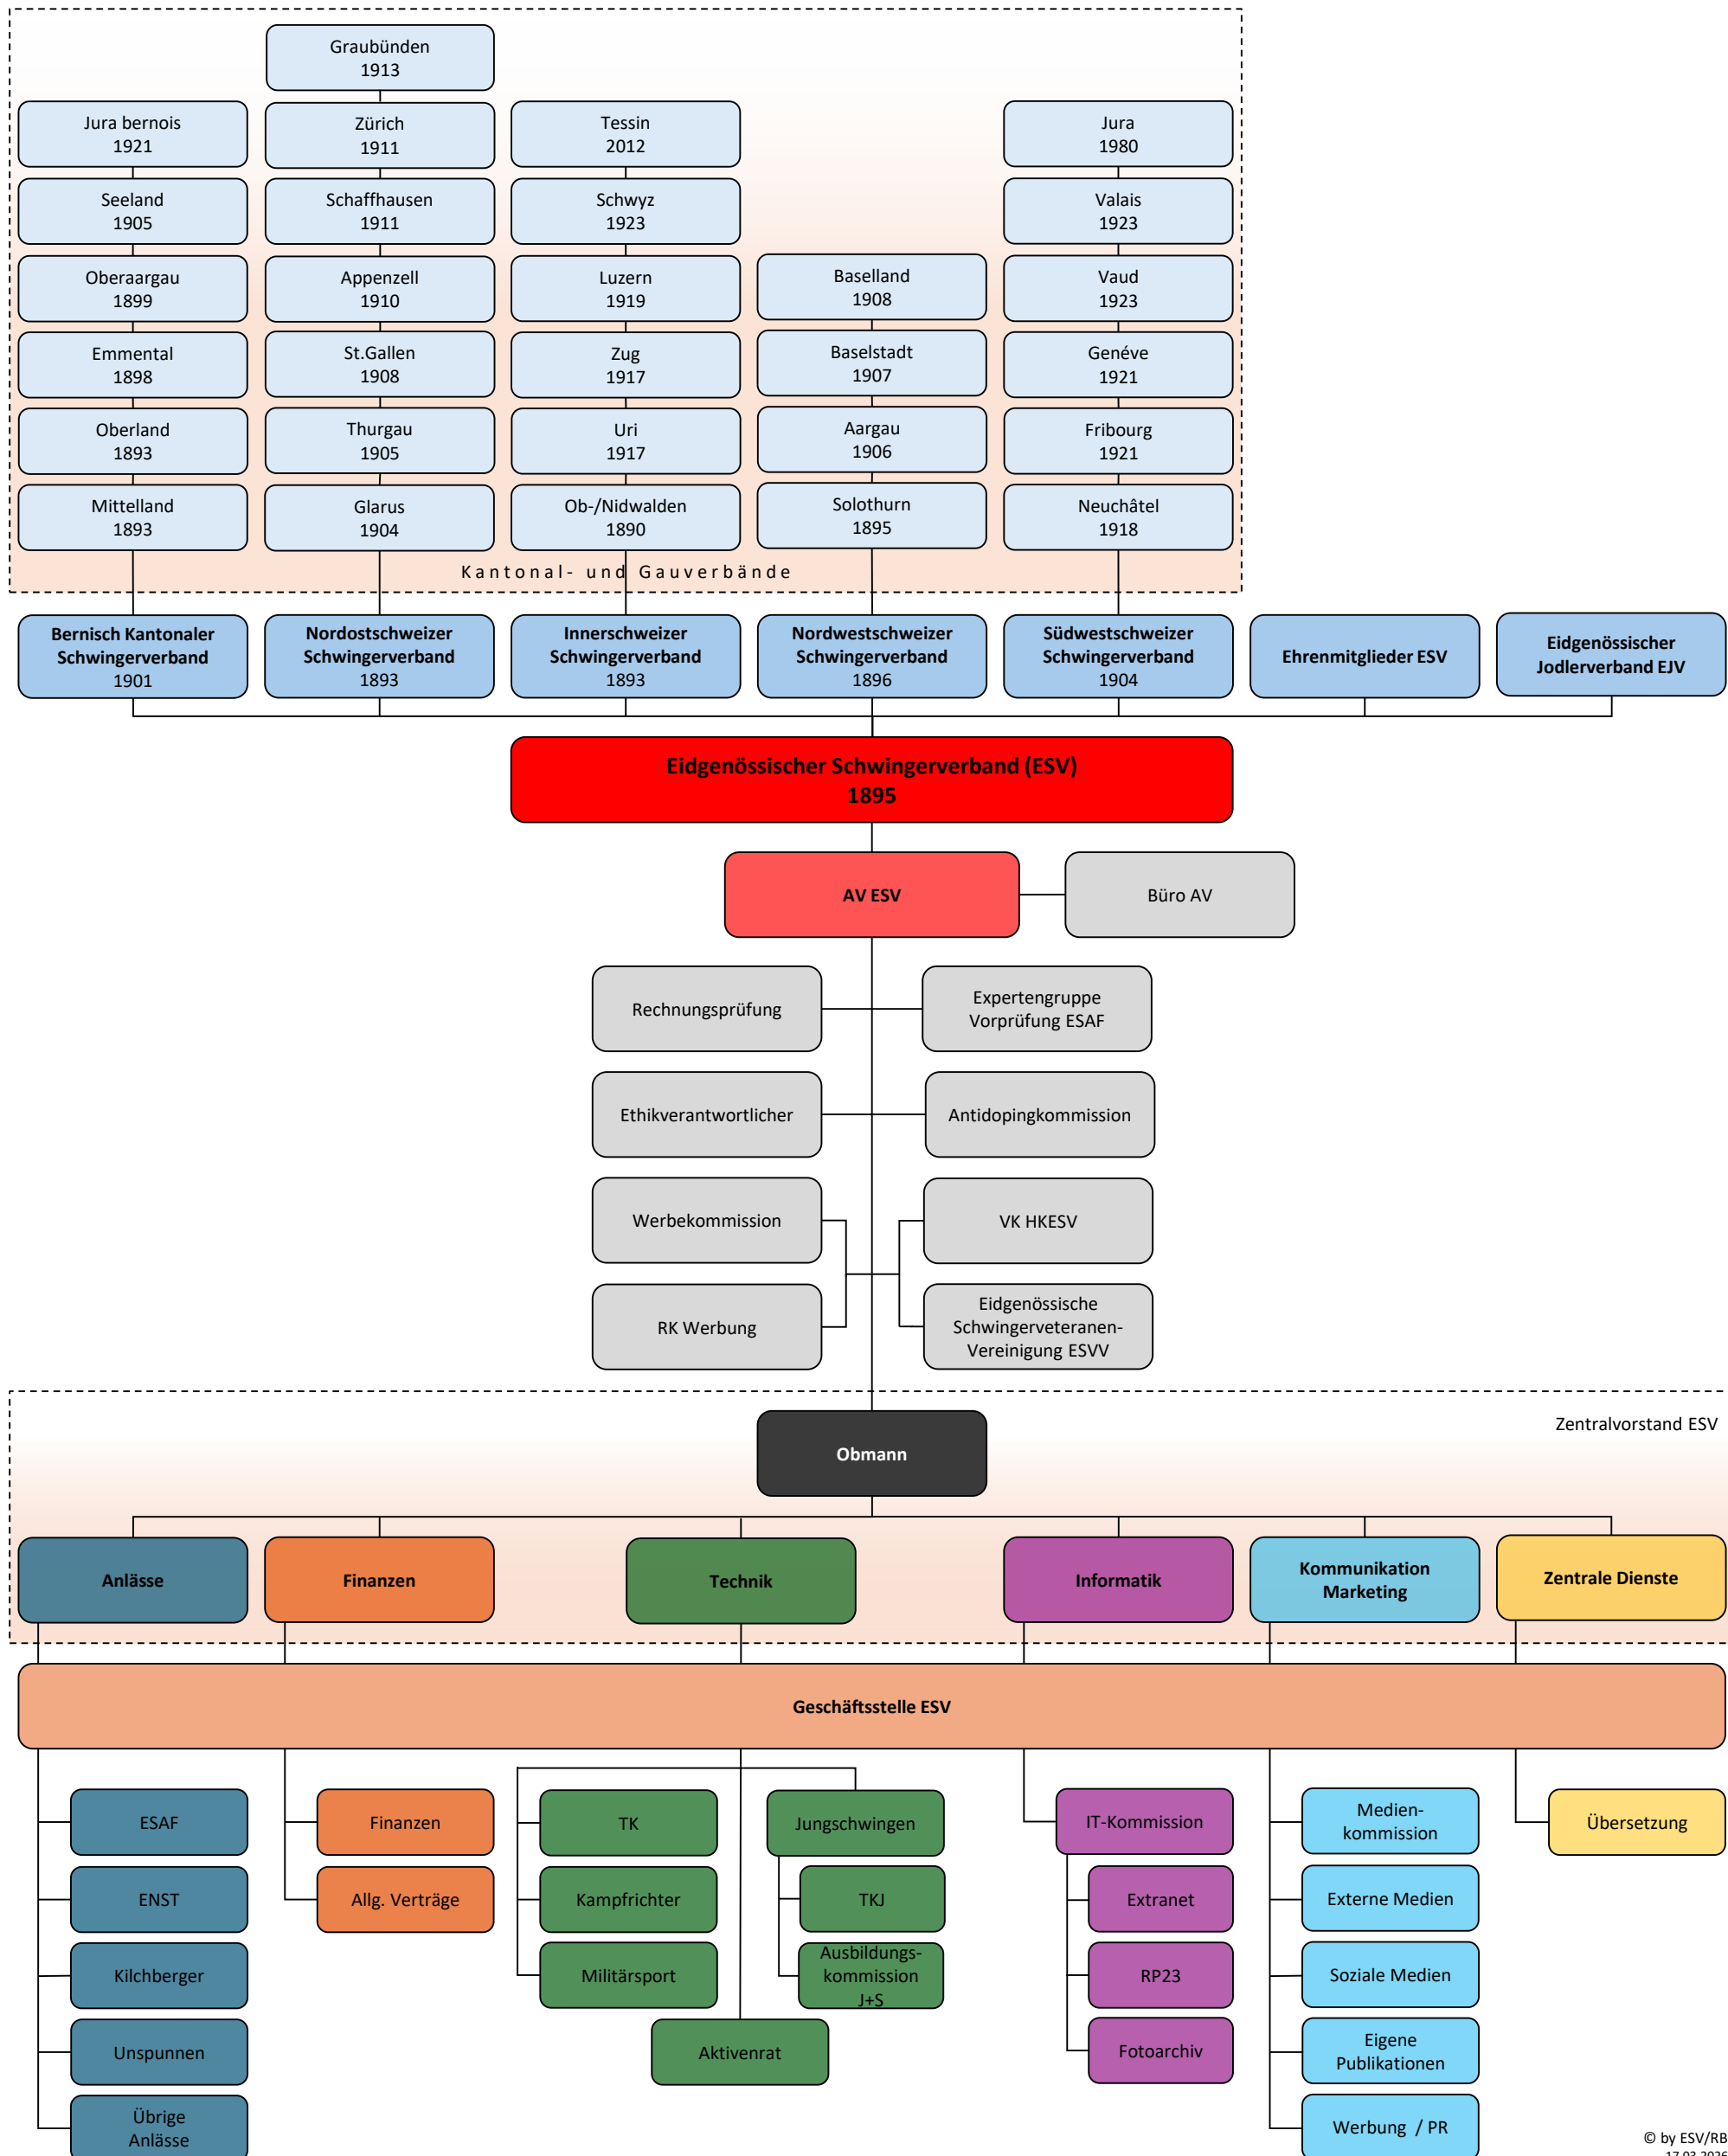 Graubünden
1913
Jura bernois
1921
Zürich
1911
Tessin
2012
Jura
1980
Seeland
1905
Schaffhausen
1911
Schwyz
1923
Valais
1923
Oberaargau
1899
Appenzell
1910
Luzern
1919
Baselland
1908
Vaud
1923
Emmental
1898
St.Gallen
1908
Zug
1917
Baselstadt
1907
Genéve
1921
Oberland
1893
Thurgau
1905
Uri
1917
Aargau
1906
Fribourg
1921
Mittelland
1893
Glarus
1904
Ob-/Nidwalden
1890
Solothurn
1895
Neuchâtel
1918
Kantonal- und Gauverbände
Bernisch Kantonaler
Schwingerverband
1901
Nordostschweizer
Schwingerverband
1893
Innerschweizer
Schwingerverband
1893
Nordwestschweizer
Schwingerverband
1896
Südwestschweizer
Schwingerverband
1904
Ehrenmitglieder ESV
Eidgenössischer
Jodlerverband EJV
Eidgenössischer Schwingerverband (ESV)
1895
AV ESV
Büro AV
Rechnungsprüfung
Expertengruppe
Vorprüfung ESAF
Ethikverantwortlicher
Antidopingkommission
Werbekommission
VK HKESV
RK Werbung
Eidgenössische
Schwingerveteranen-
Vereinigung ESVV
Zentralvorstand ESV
Obmann
Anlässe
Finanzen
Technik
Informatik
Kommunikation
Marketing
Zentrale Dienste
Geschäftsstelle ESV
ESAF
Finanzen
TK
Jungschwingen
IT-Kommission
Medien-
kommission
Übersetzung
ENST
Allg. Verträge
Kampfrichter
TKJ
Extranet
Externe Medien
Kilchberger
Militärsport
Ausbildungs-
kommission
J+S
RP23
Soziale Medien
Unspunnen
Aktivenrat
Fotoarchiv
Eigene
Publikationen
Übrige
Anlässe
Werbung / PR
© by ESV/RB
17.03.2026